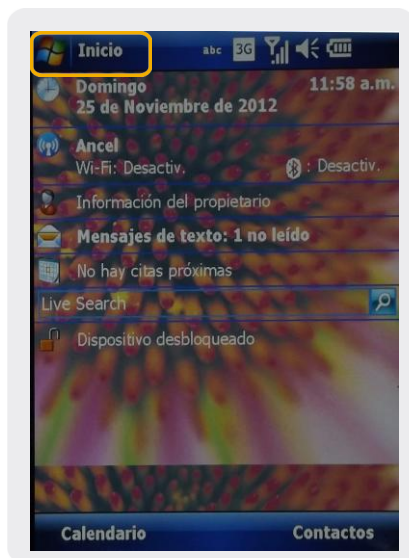 Inicio abc 3G
Domingo 11:58 a.m.
25 de Noviembre de 2012
Ancel
Wi-Fi: Desactiv. : Desactiv.
Información del propietario
Mensajes de texto: 1 no leído
No hay citas próximas
Live Search
Dispositivo desbloqueado
Calendario Contactos